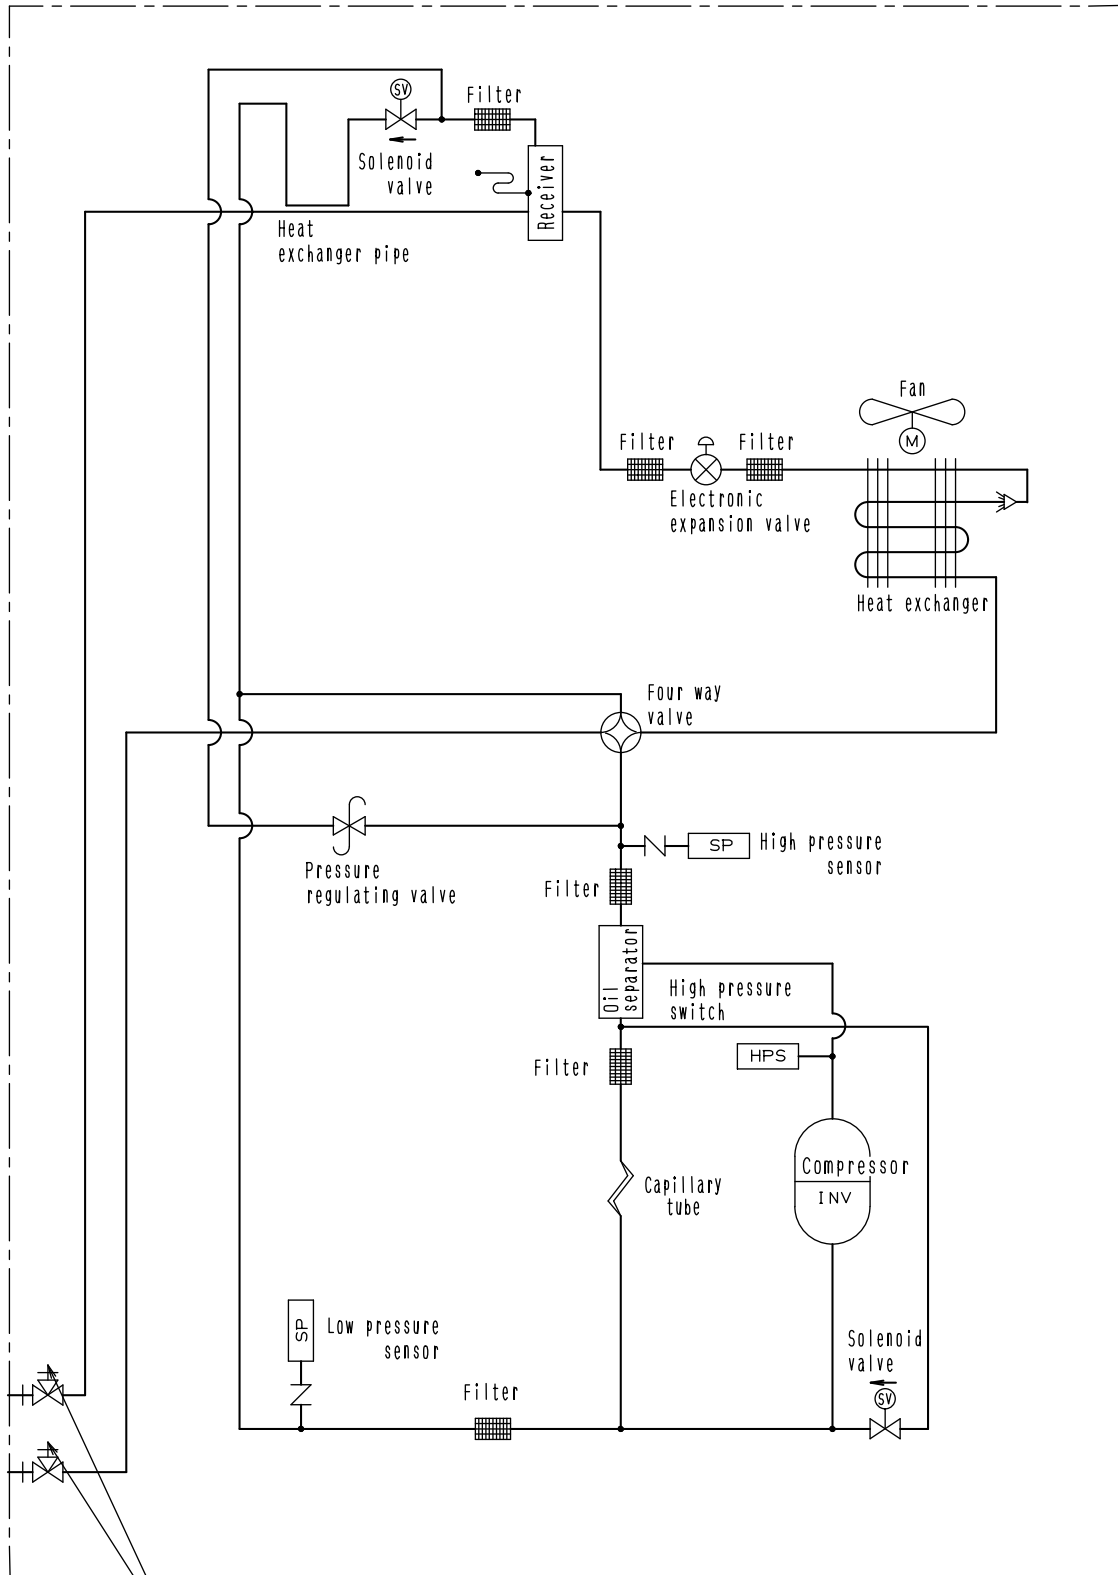 SV
Filter
Solenoid
valve
Receiver
Heat
exchanger pipe
Fan
M
Filter
Filter
Electronic
expansion valve
Heat exchanger
Four way
valve
SP
High pressure
sensor
Pressure
regulating valve
Filter
Oil
separator
High pressure
switch
HPS
Filter
Compressor
INV
Capillary
tube
SP
Low pressure
sensor
Solenoid
valve
SV
Filter